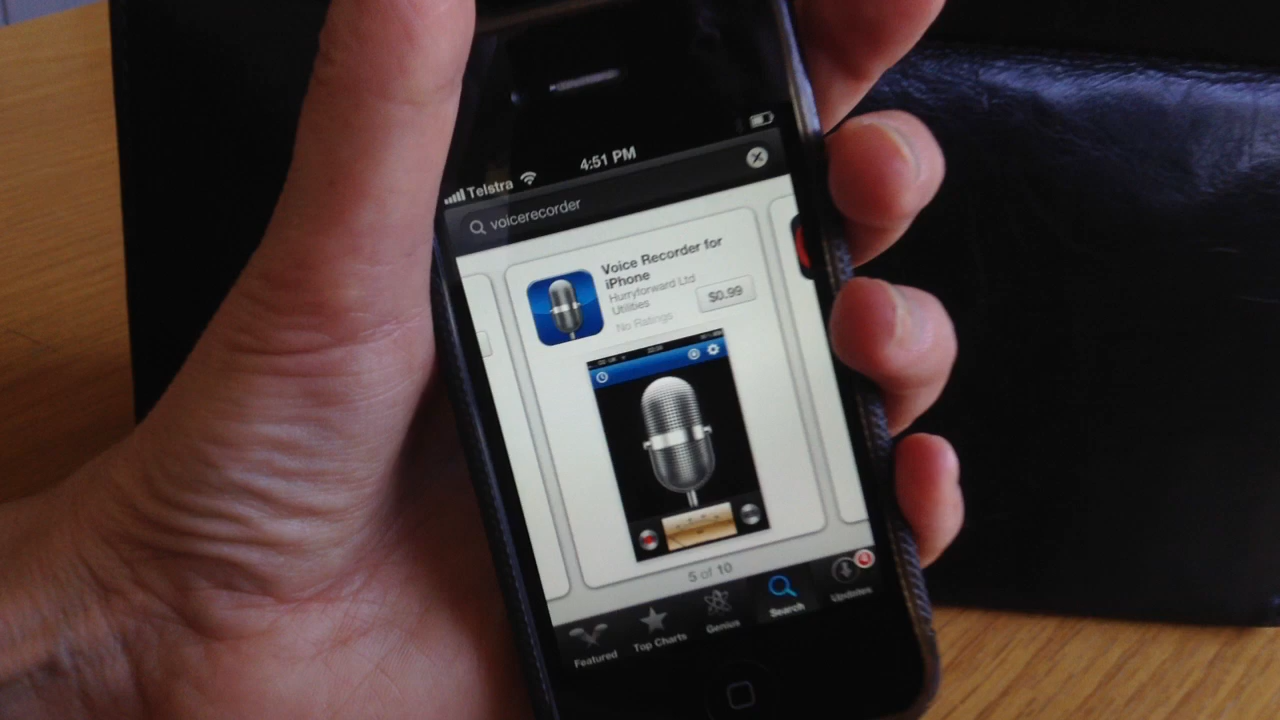 4:51 PM
Telstra
voicerecorder
Voice Recorder for
iPhone
Hurryforward Ltd
Utilities
$0.99
No Ratings
5 of 10
Featured
Top Charts
Genius
Search
Updates